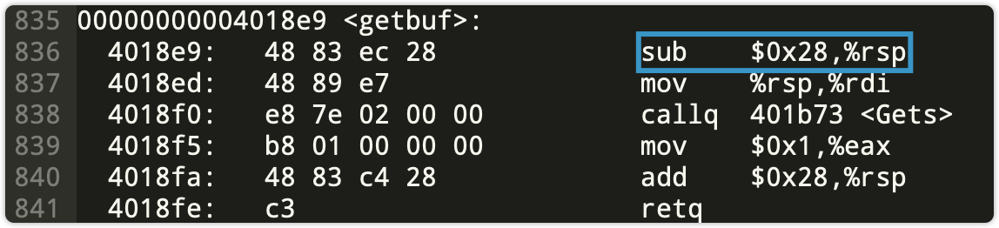 835 00000000004018e9 <getbuf>:
836 4018e9: 48 83 ec 28 sub $0x28,%rsp
837 4018ed: 48 89 e7 mov %rsp,%rdi
838 4018f0: e8 7e 02 00 00 callq 401b73 <Gets>
839 4018f5: b8 01 00 00 00 mov $0x1,%eax
840 4018fa: 48 83 c4 28 add $0x28,%rsp
841 4018fe: c3 retq